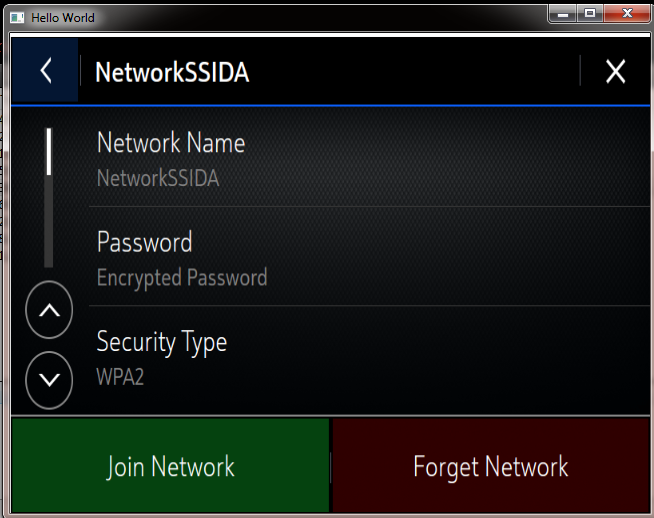 Hello World
NetworkSSIDA
Network Name
NetworkSSIDA
Password
Encrypted Password
Security Type
WPA2
Join Network
Forget Network